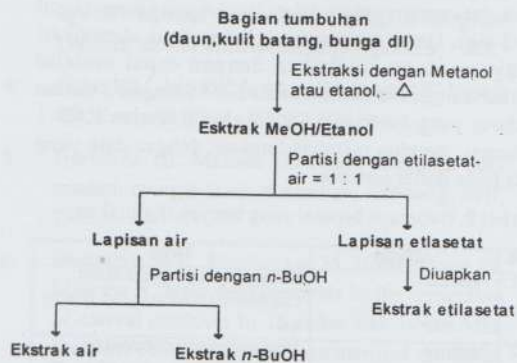 Bagian tumbuhan
(daun,kulit batang, bunga dll)
Ekstraksi dengan Metanol
atau etanol, △
Esktrak MeOH/Etanol
Partisi dengan etilasetat-
air = 1 : 1
Lapisan air
Lapisan etlasetat
Partisi dengan n-BuOH
Diuapkan
Ekstrak etilasetat
Ekstrak air
Ekstrak n-BuOH